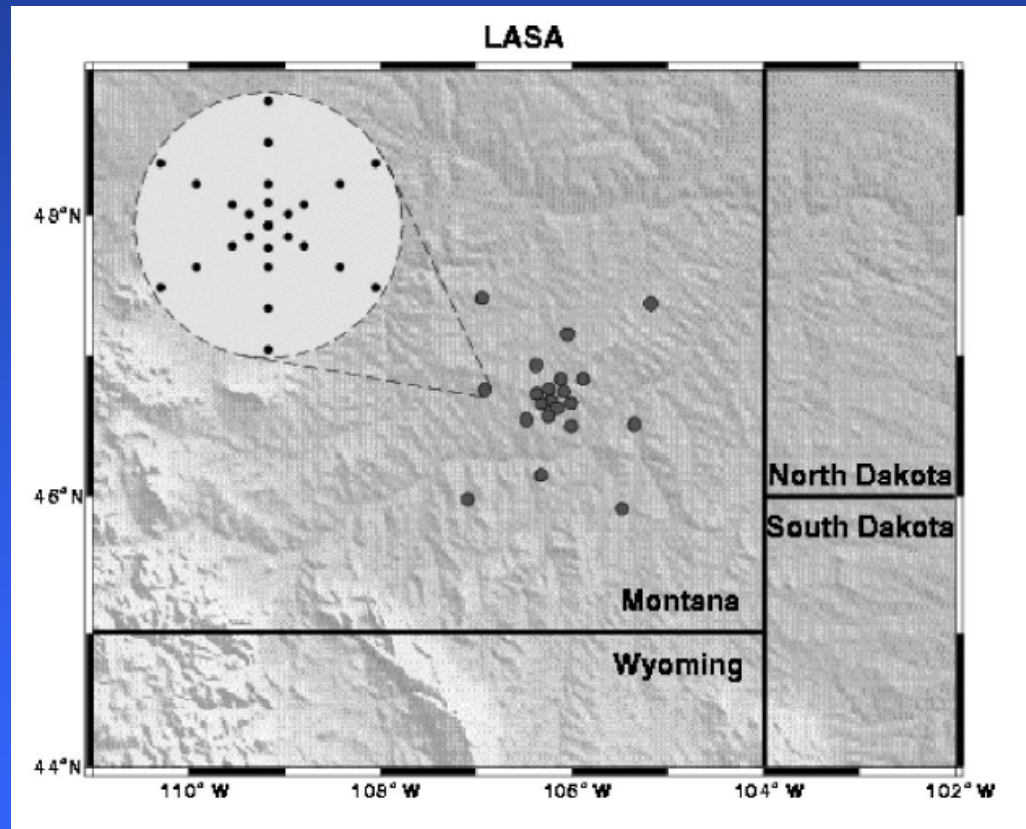 LASA
48°N
46°N
North Dakota
South Dakota
Montana
Wyoming
44°N
110° W 108° W 106° W 104° W 102° W